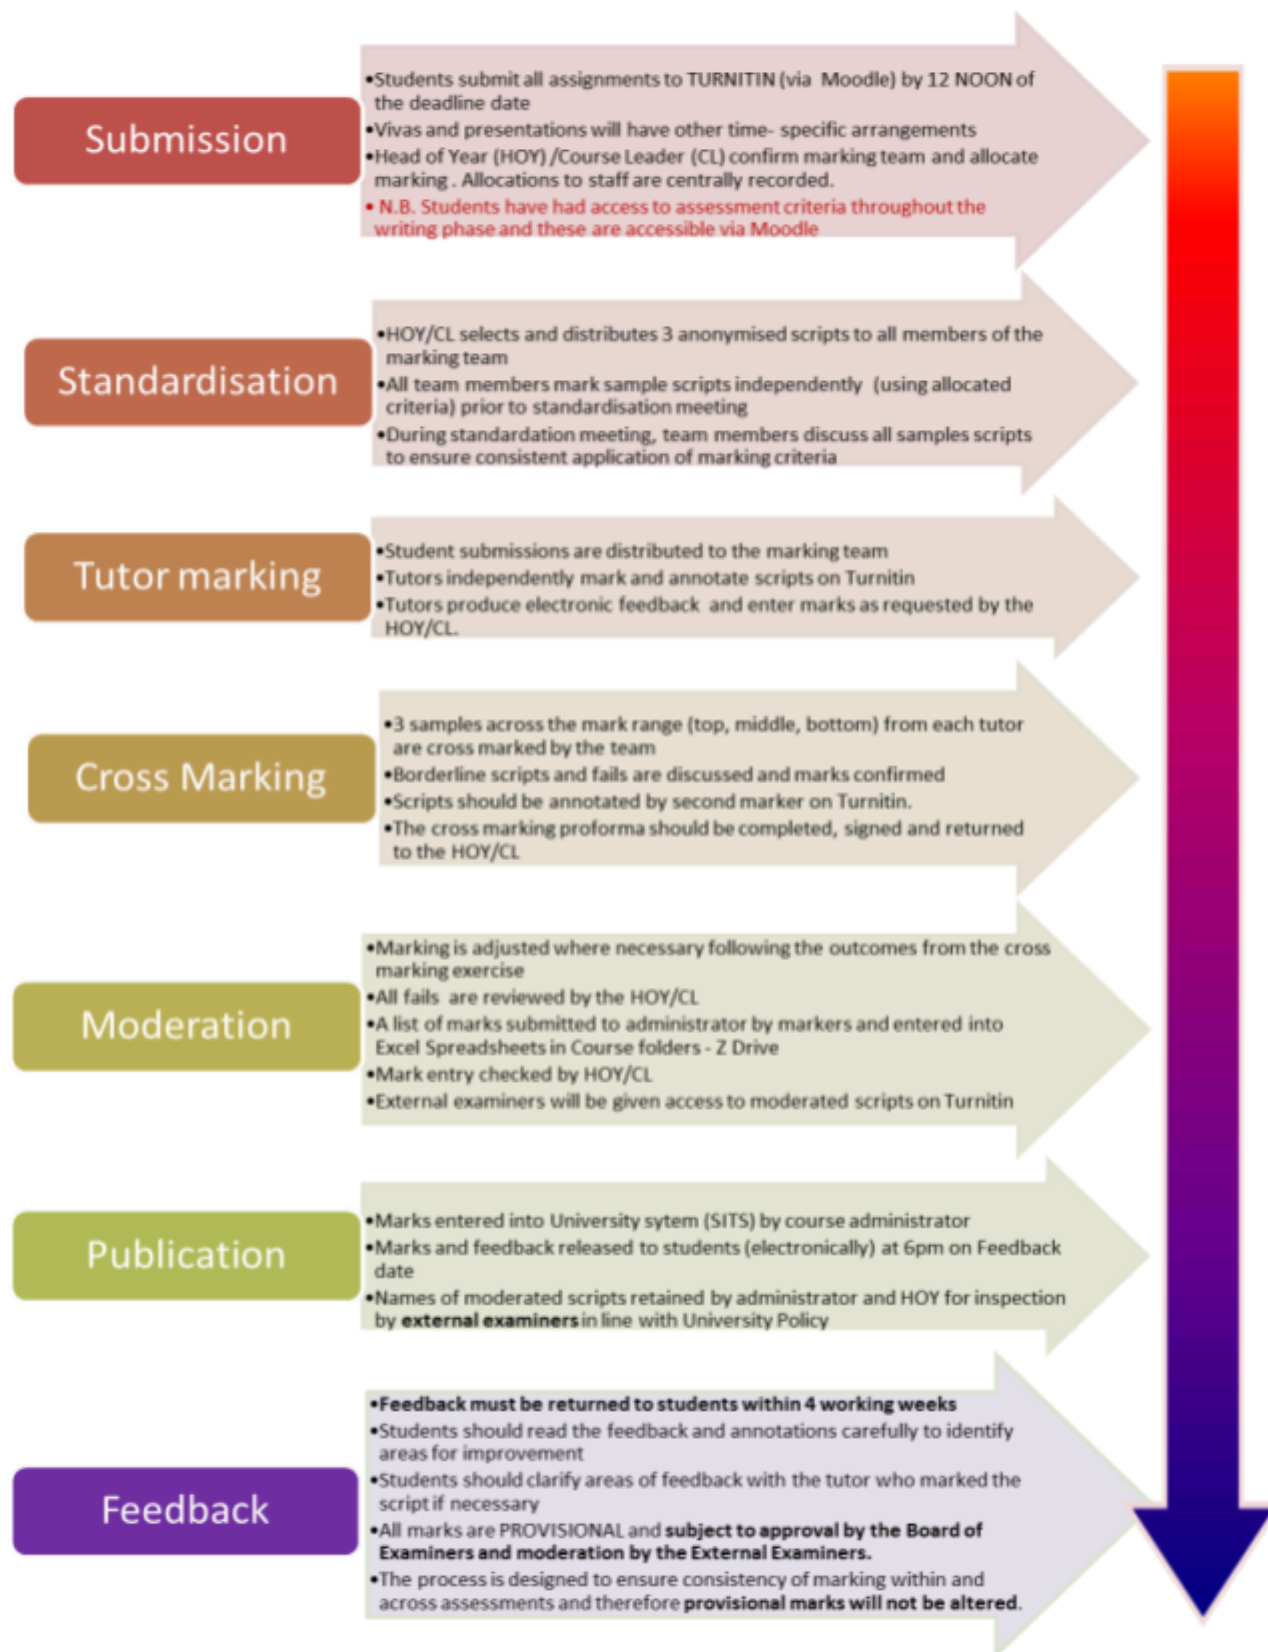 Submission
•Students submit all assignments to TURNITIN (via Moodle) by 12 NOON of
the deadline date
•Vivas and presentations will have other time- specific arrangements
•Head of Year (HOY) /Course Leader (CL) confirm marking team and allocate
marking . Allocations to staff are centrally recorded.
• N.B. Students have had access to assessment criteria throughout the
writing phase and these are accessible via Moodle
Standardisation
•HOY/CL selects and distributes 3 anonymised scripts to all members of the
marking team
•All team members mark sample scripts independently (using allocated
criteria) prior to standardisation meeting
•During standardation meeting, team members discuss all samples scripts
to ensure consistent application of marking criteria
Tutor marking
•Student submissions are distributed to the marking team
•Tutors independently mark and annotate scripts on Turnitin
•Tutors produce electronic feedback and enter marks as requested by the
HOY/CL.
Cross Marking
•3 samples across the mark range (top, middle, bottom) from each tutor
are cross marked by the team
•Borderline scripts and fails are discussed and marks confirmed
•Scripts should be annotated by second marker on Turnitin.
•The cross marking proforma should be completed, signed and returned
to the HOY/CL
Moderation
•Marking is adjusted where necessary following the outcomes from the cross
marking exercise
•All fails are reviewed by the HOY/CL
•A list of marks submitted to administrator by markers and entered into
Excel Spreadsheets in Course folders - Z Drive
•Mark entry checked by HOY/CL
•External examiners will be given access to moderated scripts on Turnitin
Publication
•Marks entered into University sytem (SITS) by course administrator
•Marks and feedback released to students (electronically) at 6pm on Feedback
date
•Names of moderated scripts retained by administrator and HOY for inspection
by external examiners in line with University Policy
Feedback
•Feedback must be returned to students within 4 working weeks
•Students should read the feedback and annotations carefully to identify
areas for improvement
•Students should clarify areas of feedback with the tutor who marked the
script if necessary
•All marks are PROVISIONAL and subject to approval by the Board of
Examiners and moderation by the External Examiners.
•The process is designed to ensure consistency of marking within and
across assessments and therefore provisional marks will not be altered.